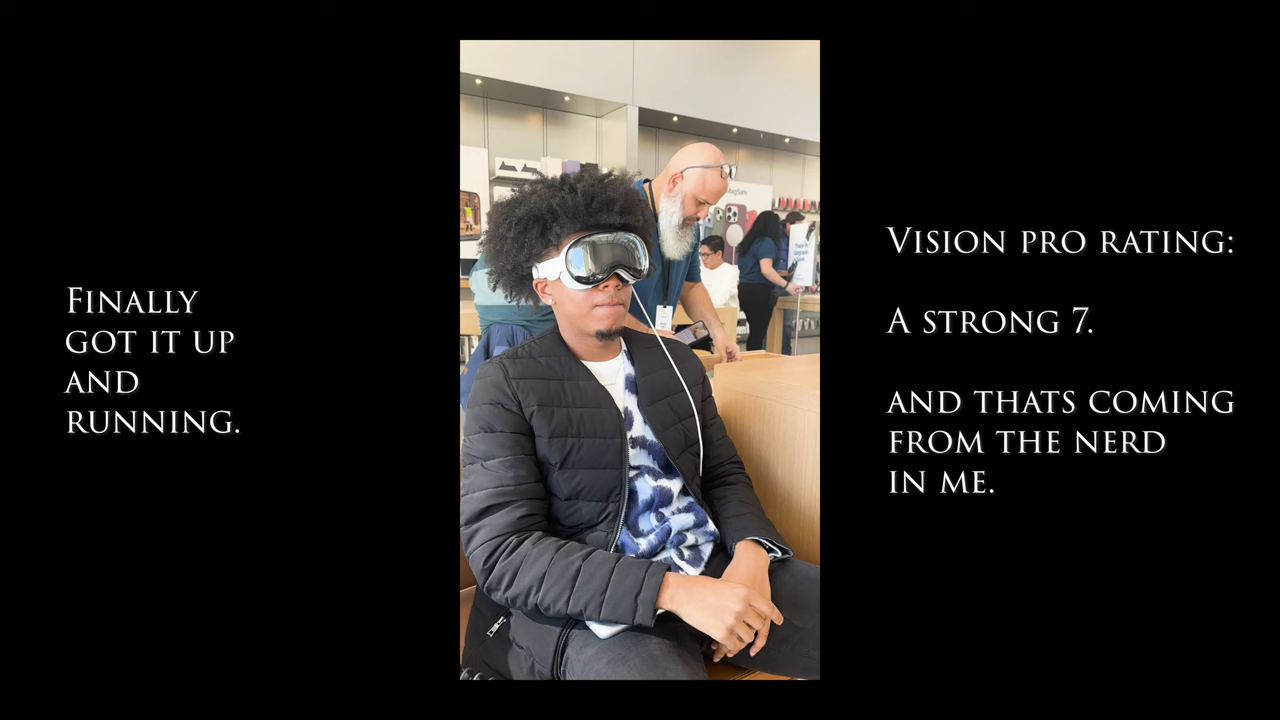 Finally
got it up
and
running.
Vision pro rating:
A strong 7.
and thats coming
from the nerd
in me.
MagSafe